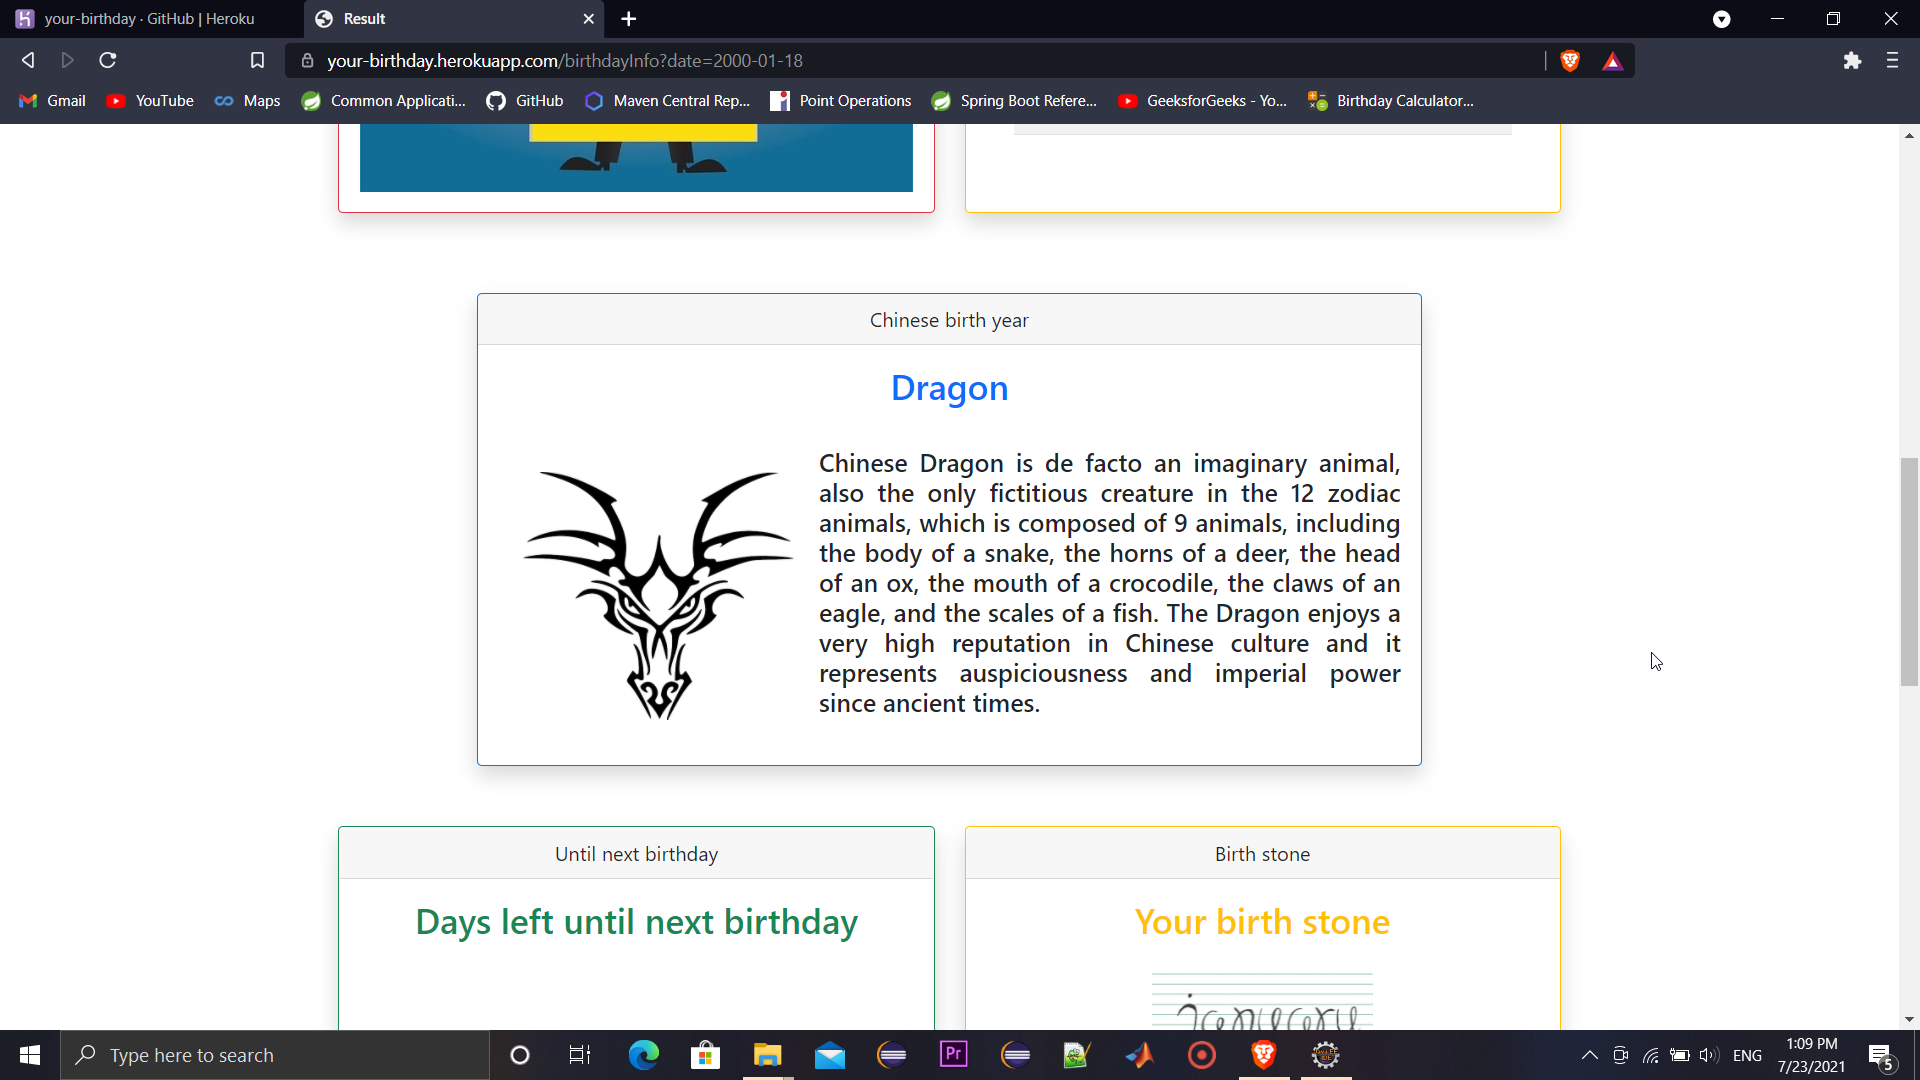 your-birthday · GitHub | Heroku
Result
your-birthday.herokuapp.com/birthdayInfo?date=2000-01-18
Gmail
YouTube
Maps
Common Applicati...
GitHub
Maven Central Rep...
Point Operations
Spring Boot Refere...
GeeksforGeeks - Yo...
Birthday Calculator...
Chinese birth year
Dragon
Chinese Dragon is de facto an imaginary animal,
also the only fictitious creature in the 12 zodiac
animals, which is composed of 9 animals, including
the body of a snake, the horns of a deer, the head
of an ox, the mouth of a crocodile, the claws of an
eagle, and the scales of a fish. The Dragon enjoys a
very high reputation in Chinese culture and it
represents auspiciousness and imperial power
since ancient times.
Until next birthday
Birth stone
Days left until next birthday
Your birth stone
january
Type here to search
Pr
ENG
1:09 PM
7/23/2021
5